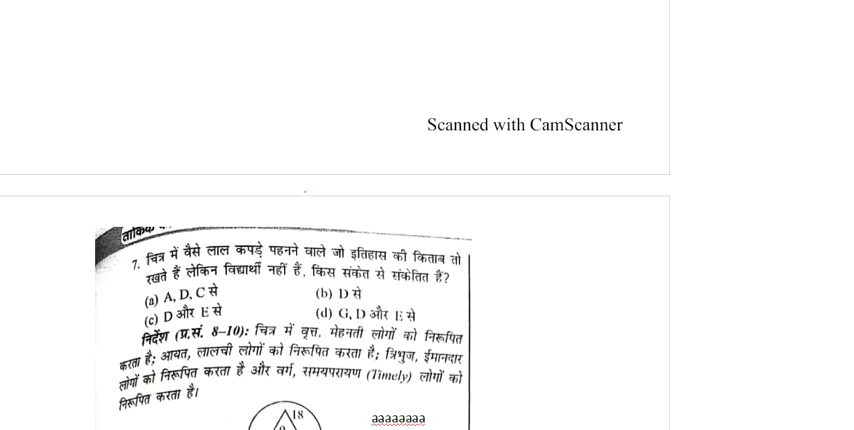 Scanned with CamScanner
7. चित्र में वैसे लाल कपड़े पहनने वाले जो इतिहास की किताब तो
रखते हैं लेकिन विद्यार्थी नहीं हैं, किस संकेत से संकेतित हैं?
(a) A, D, C से (b) D से
(c) D और E से (d) G, D और E से
निर्देश (प्र.सं. 8–10): चित्र में वृत्त, मेहनती लोगों को निरूपित
करता है; आयत, लालची लोगों को निरूपित करता है; त्रिभुज, ईमानदार
लोगों को निरूपित करता है और वर्ग, समयपरायण (Timely) लोगों को
निरूपित करता है।
18
aaaaaaaa